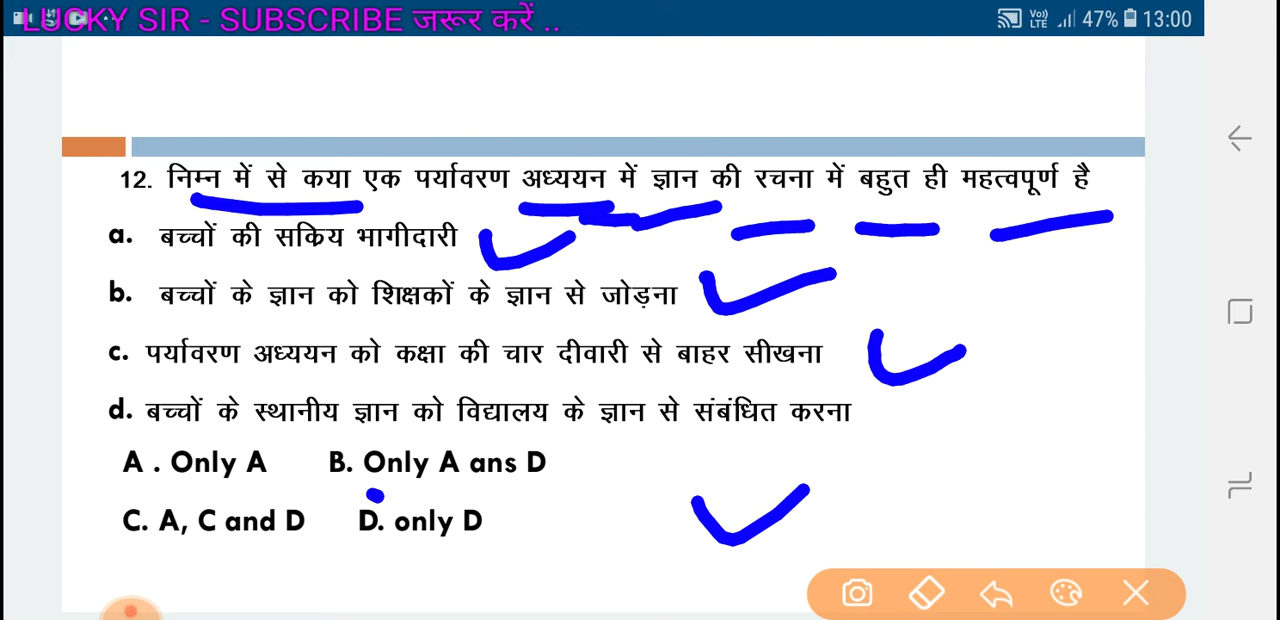 LUCKY SIR - SUBSCRIBE जरूर करें ..
Vo) LTE 47% 13:00
12. निम्न में से कया एक पर्यावरण अध्ययन में ज्ञान की रचना में बहुत ही महत्वपूर्ण है
a. बच्चों की सकिय भागीदारी
b. बच्चों के ज्ञान को शिक्षकों के ज्ञान से जोड़ना
c. पर्यावरण अध्ययन को कक्षा की चार दीवारी से बाहर सीखना
d. बच्चों के स्थानीय ज्ञान को विद्यालय के ज्ञान से संबंधित करना
A . Only A B. Only A ans D
C. A, C and D D. only D